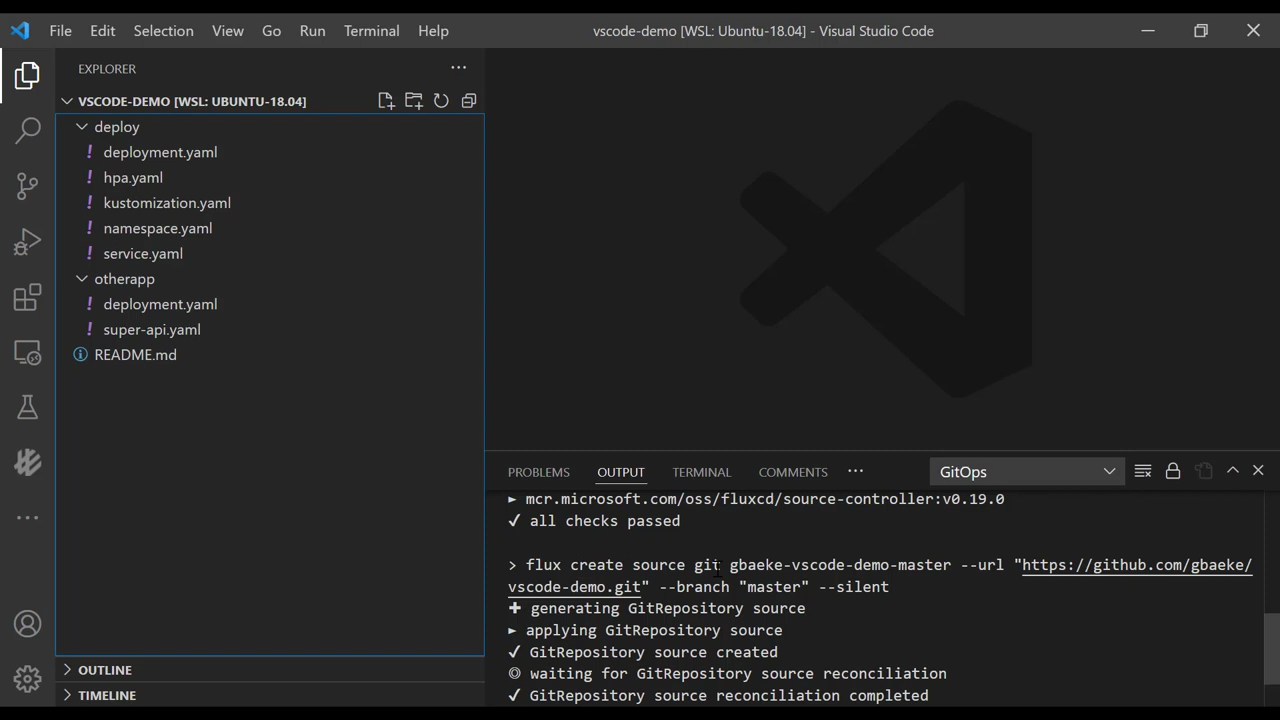 File Edit Selection View Go Run Terminal Help
vscode-demo [WSL: Ubuntu-18.04] - Visual Studio Code
EXPLORER
VSCODE-DEMO [WSL: UBUNTU-18.04]
deploy
! deployment.yaml
! hpa.yaml
! kustomization.yaml
! namespace.yaml
! service.yaml
otherapp
! deployment.yaml
! super-api.yaml
README.md
OUTLINE
TIMELINE
PROBLEMS OUTPUT TERMINAL COMMENTS ··· GitOps
► mcr.microsoft.com/oss/fluxcd/source-controller:v0.19.0
✓ all checks passed
> flux create source git gbaeke-vscode-demo-master --url "https://github.com/gbaeke/
vscode-demo.git" --branch "master" --silent
✚ generating GitRepository source
► applying GitRepository source
✓ GitRepository source created
◎ waiting for GitRepository source reconciliation
✓ GitRepository source reconciliation completed